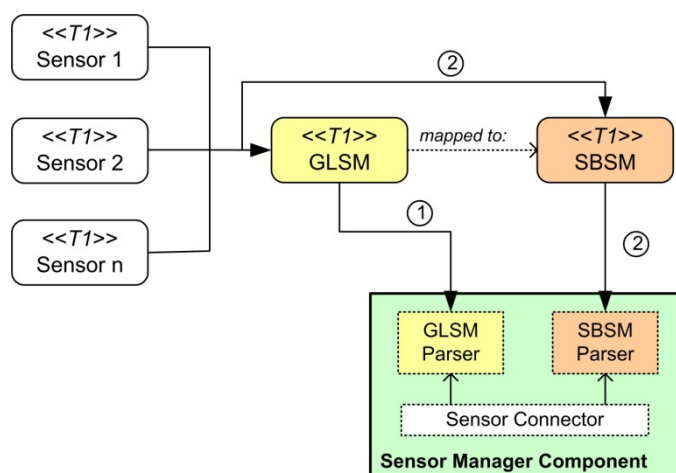 <<T1>>
Sensor 1
2
<<T1>>
Sensor 2
<<T1>>
GLSM
mapped to:
<<T1>>
SBSM
1
2
<<T1>>
Sensor n
GLSM
Parser
SBSM
Parser
Sensor Connector
Sensor Manager Component